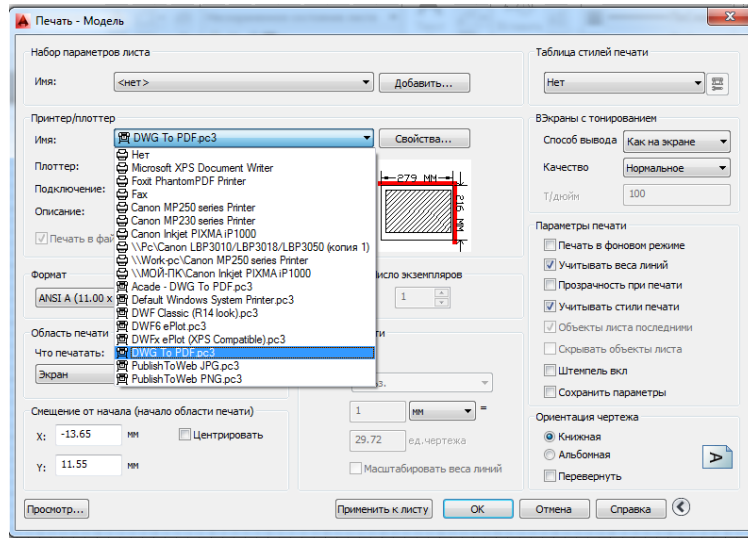 Печать - Модель
Набор параметров листа
Имя: <нет> Добавить...
Таблица стилей печати
Нет
Принтер/плоттер
Имя: DWG To PDF.pc3 Свойства...
Плоттер:
Подключение:
Описание:
Печать в фай
Нет
Microsoft XPS Document Writer
Foxit PhantomPDF Printer
Fax
Canon MP250 series Printer
Canon MP230 series Printer
Canon Inkjet PIXMA iP1000
\\Pc\Canon LBP3010/LBP3018/LBP3050 (копия 1)
\\Work-pc\Canon MP250 series Printer
\\МОЙ-ПК\Canon Inkjet PIXMA iP1000
Acade - DWG To PDF.pc3
Default Windows System Printer.pc3
DWF Classic (R14 look).pc3
DWF6 ePlot.pc3
DWFx ePlot (XPS Compatible).pc3
DWG To PDF.pc3
PublishToWeb JPG.pc3
PublishToWeb PNG.pc3
279 MM
216 MM
ВЭкраны с тонированием
Способ вывода Как на экране
Качество Нормальное
Т/дюйм 100
Формат
ANSI A (11.00 x
Число экземпляров
1
Область печати
Что печатать:
Экран
1 мм =
29.72 ед.чертежа
Масштабировать веса линий
Смещение от начала (начало области печати)
X: -13.65 мм Центрировать
Y: 11.55 мм
Параметры печати
Печать в фоновом режиме
Учитывать веса линий
Прозрачность при печати
Учитывать стили печати
Объекты листа последними
Скрывать объекты листа
Штемпель вкл
Сохранить параметры
Ориентация чертежа
Книжная
Альбомная
Перевернуть
A
Просмотр... Применить к листу ОК Отмена Справка